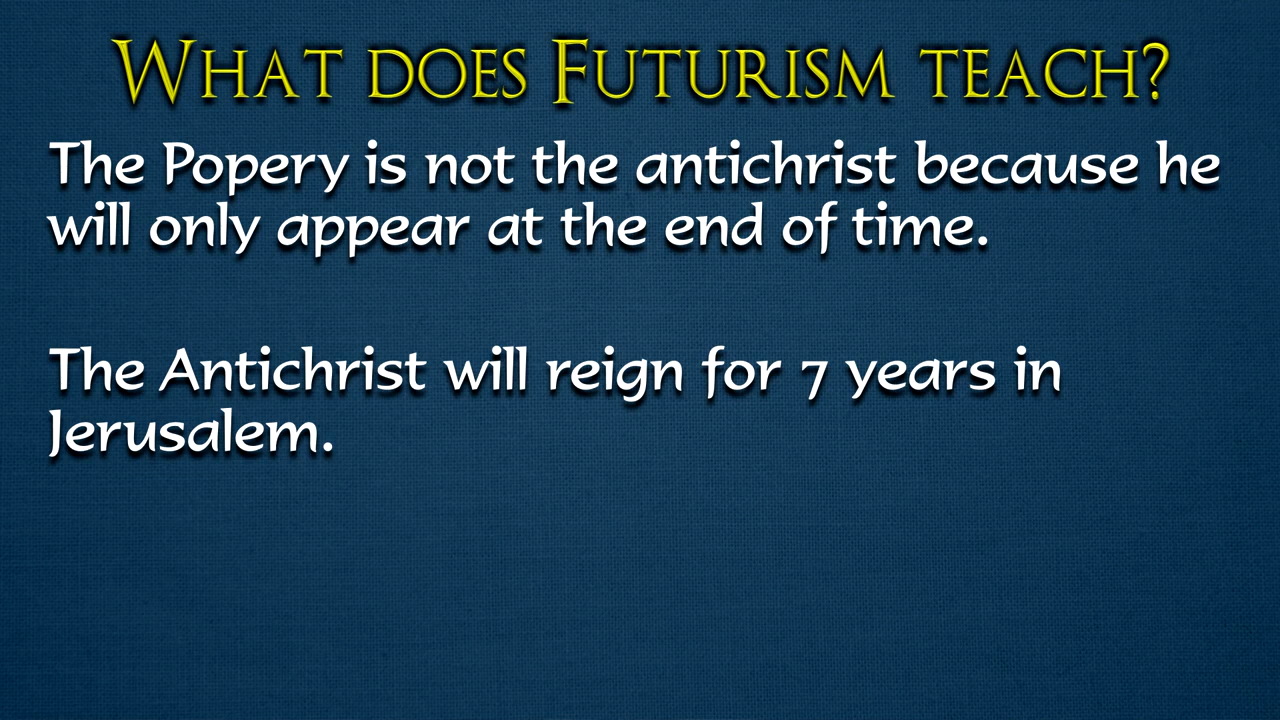 What does Futurism teach?
The Popery is not the antichrist because he
will only appear at the end of time.
The Antichrist will reign for 7 years in
Jerusalem.